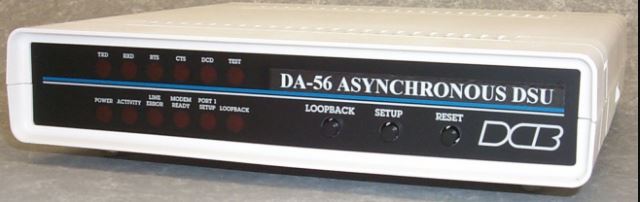 TXD RXD RTS CTS DCD TEST
DA-56 ASYNCHRONOUS DSU
POWER ACTIVITY LINE ERROR MODEM READY PORT 1 SETUP LOOPBACK
LOOPBACK SETUP RESET
DCB